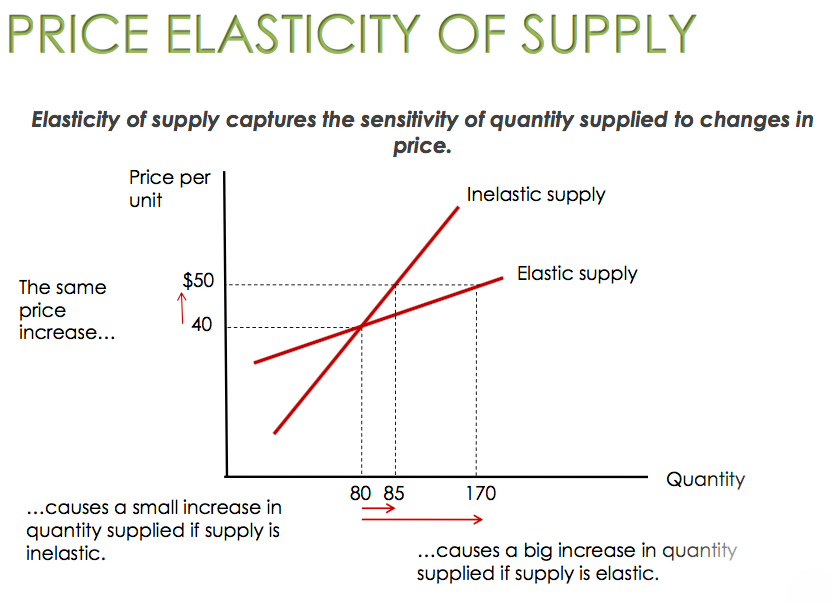 PRICE ELASTICITY OF SUPPLY
Elasticity of supply captures the sensitivity of quantity supplied to changes in
price.
Price per
unit
Inelastic supply
Elastic supply
The same
price
increase…
$50
40
Quantity
80 85 170
…causes a small increase in
quantity supplied if supply is
inelastic.
…causes a big increase in quantity
supplied if supply is elastic.